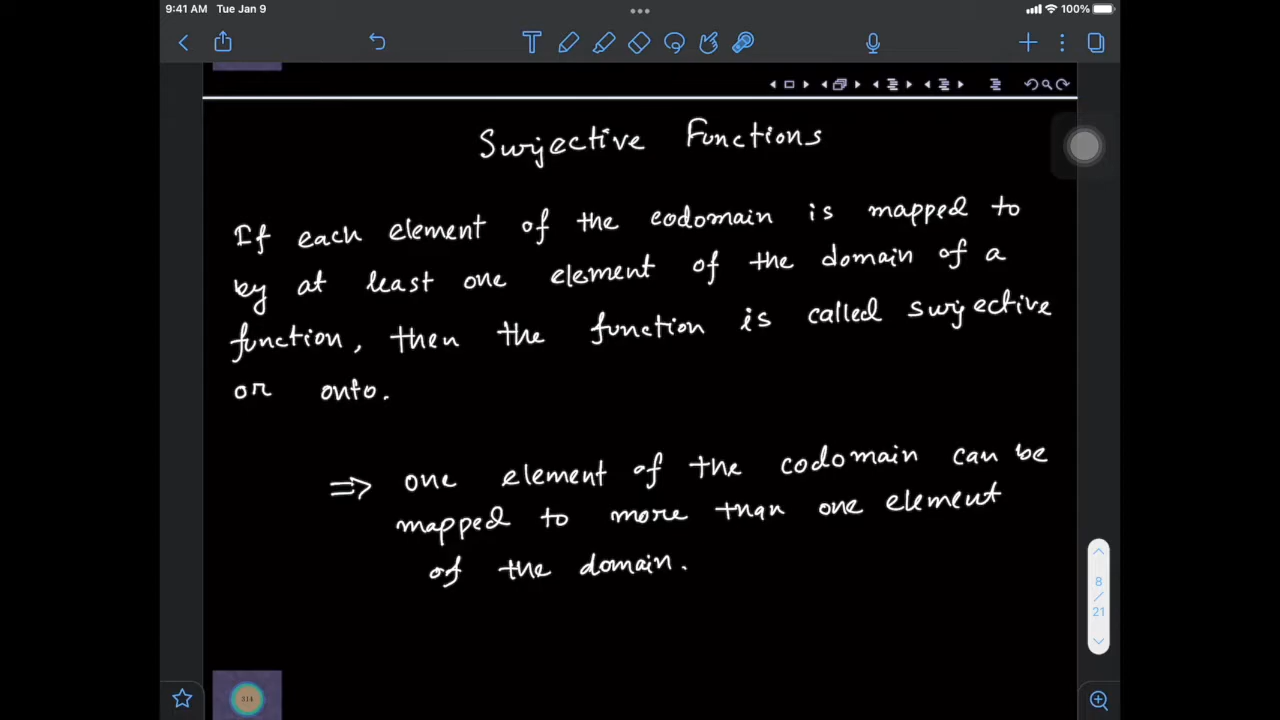 9:41 AM Tue Jan 9
100%
Surjective Functions
If each element of the codomain is mapped to
by at least one element of the domain of a
function, then the function is called surjective
or onto.
⇒ one element of the codomain can be
mapped to more than one element
of the domain.
8
/
21
314